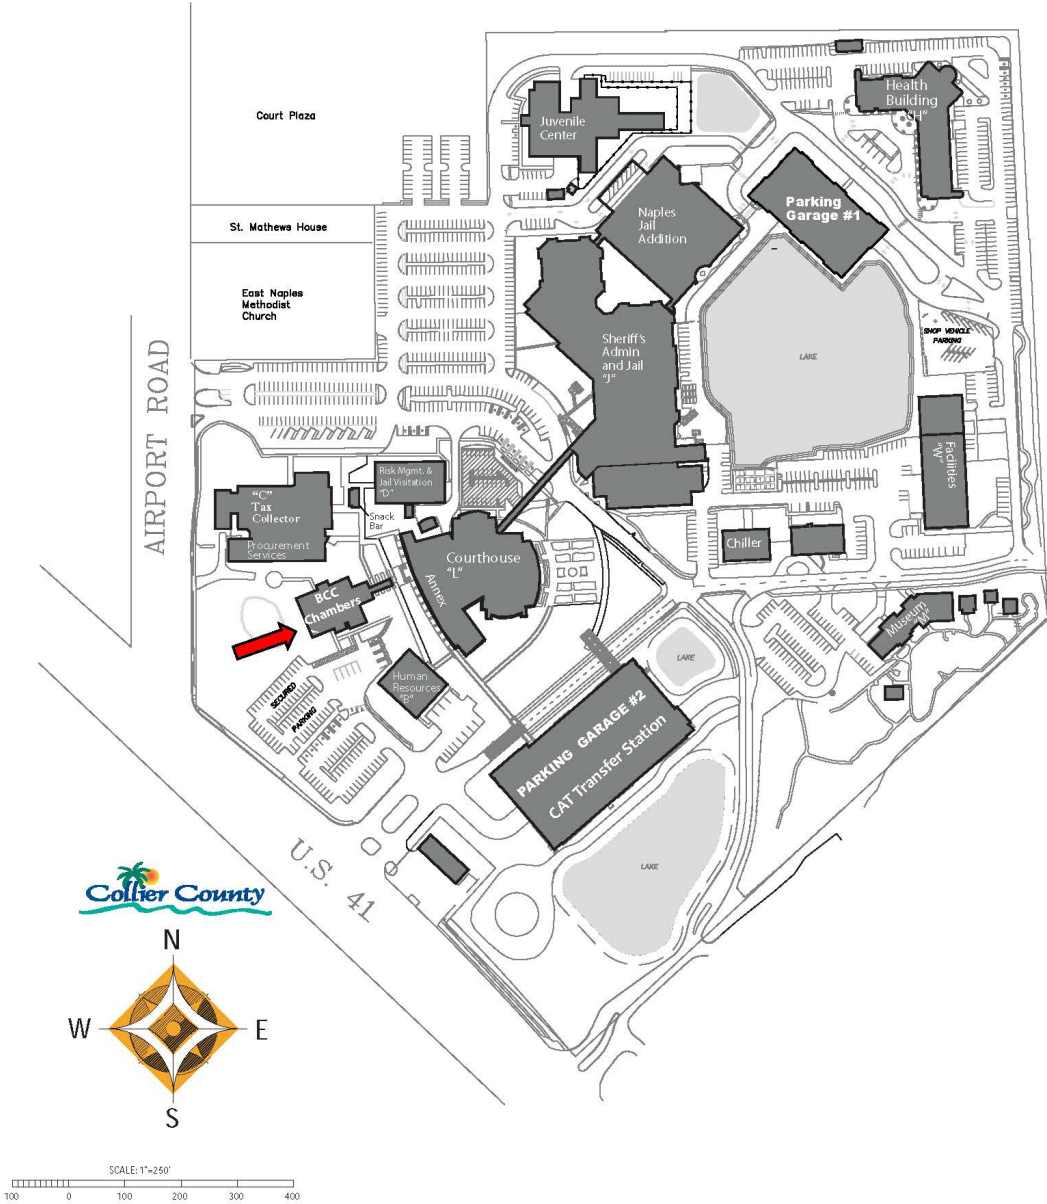 Court Plaza
St. Mathews House
East Naples
Methodist
Church
AIRPORT ROAD
Juvenile
Center
Health
Building
"H"
Parking
Garage #1
Naples
Jail
Addition
Sheriff's
Admin
and Jail
"J"
LAKE
SHOP VEHICLE
PARKING
Facilities
"W"
Risk Mgmt. &
Jail Visitation
"D"
Snack
Bar
"C"
Tax
Collector
Procurement
Services
Courthouse
"L"
Annex
Chiller
BCC
Chambers
Museum
"M"
Human
Resources
"B"
SECURED
PARKING
LAKE
PARKING GARAGE #2
CAT Transfer Station
LAKE
U.S. 41
Collier County
N
W E
S
SCALE: 1"=250'
100 0 100 200 300 400